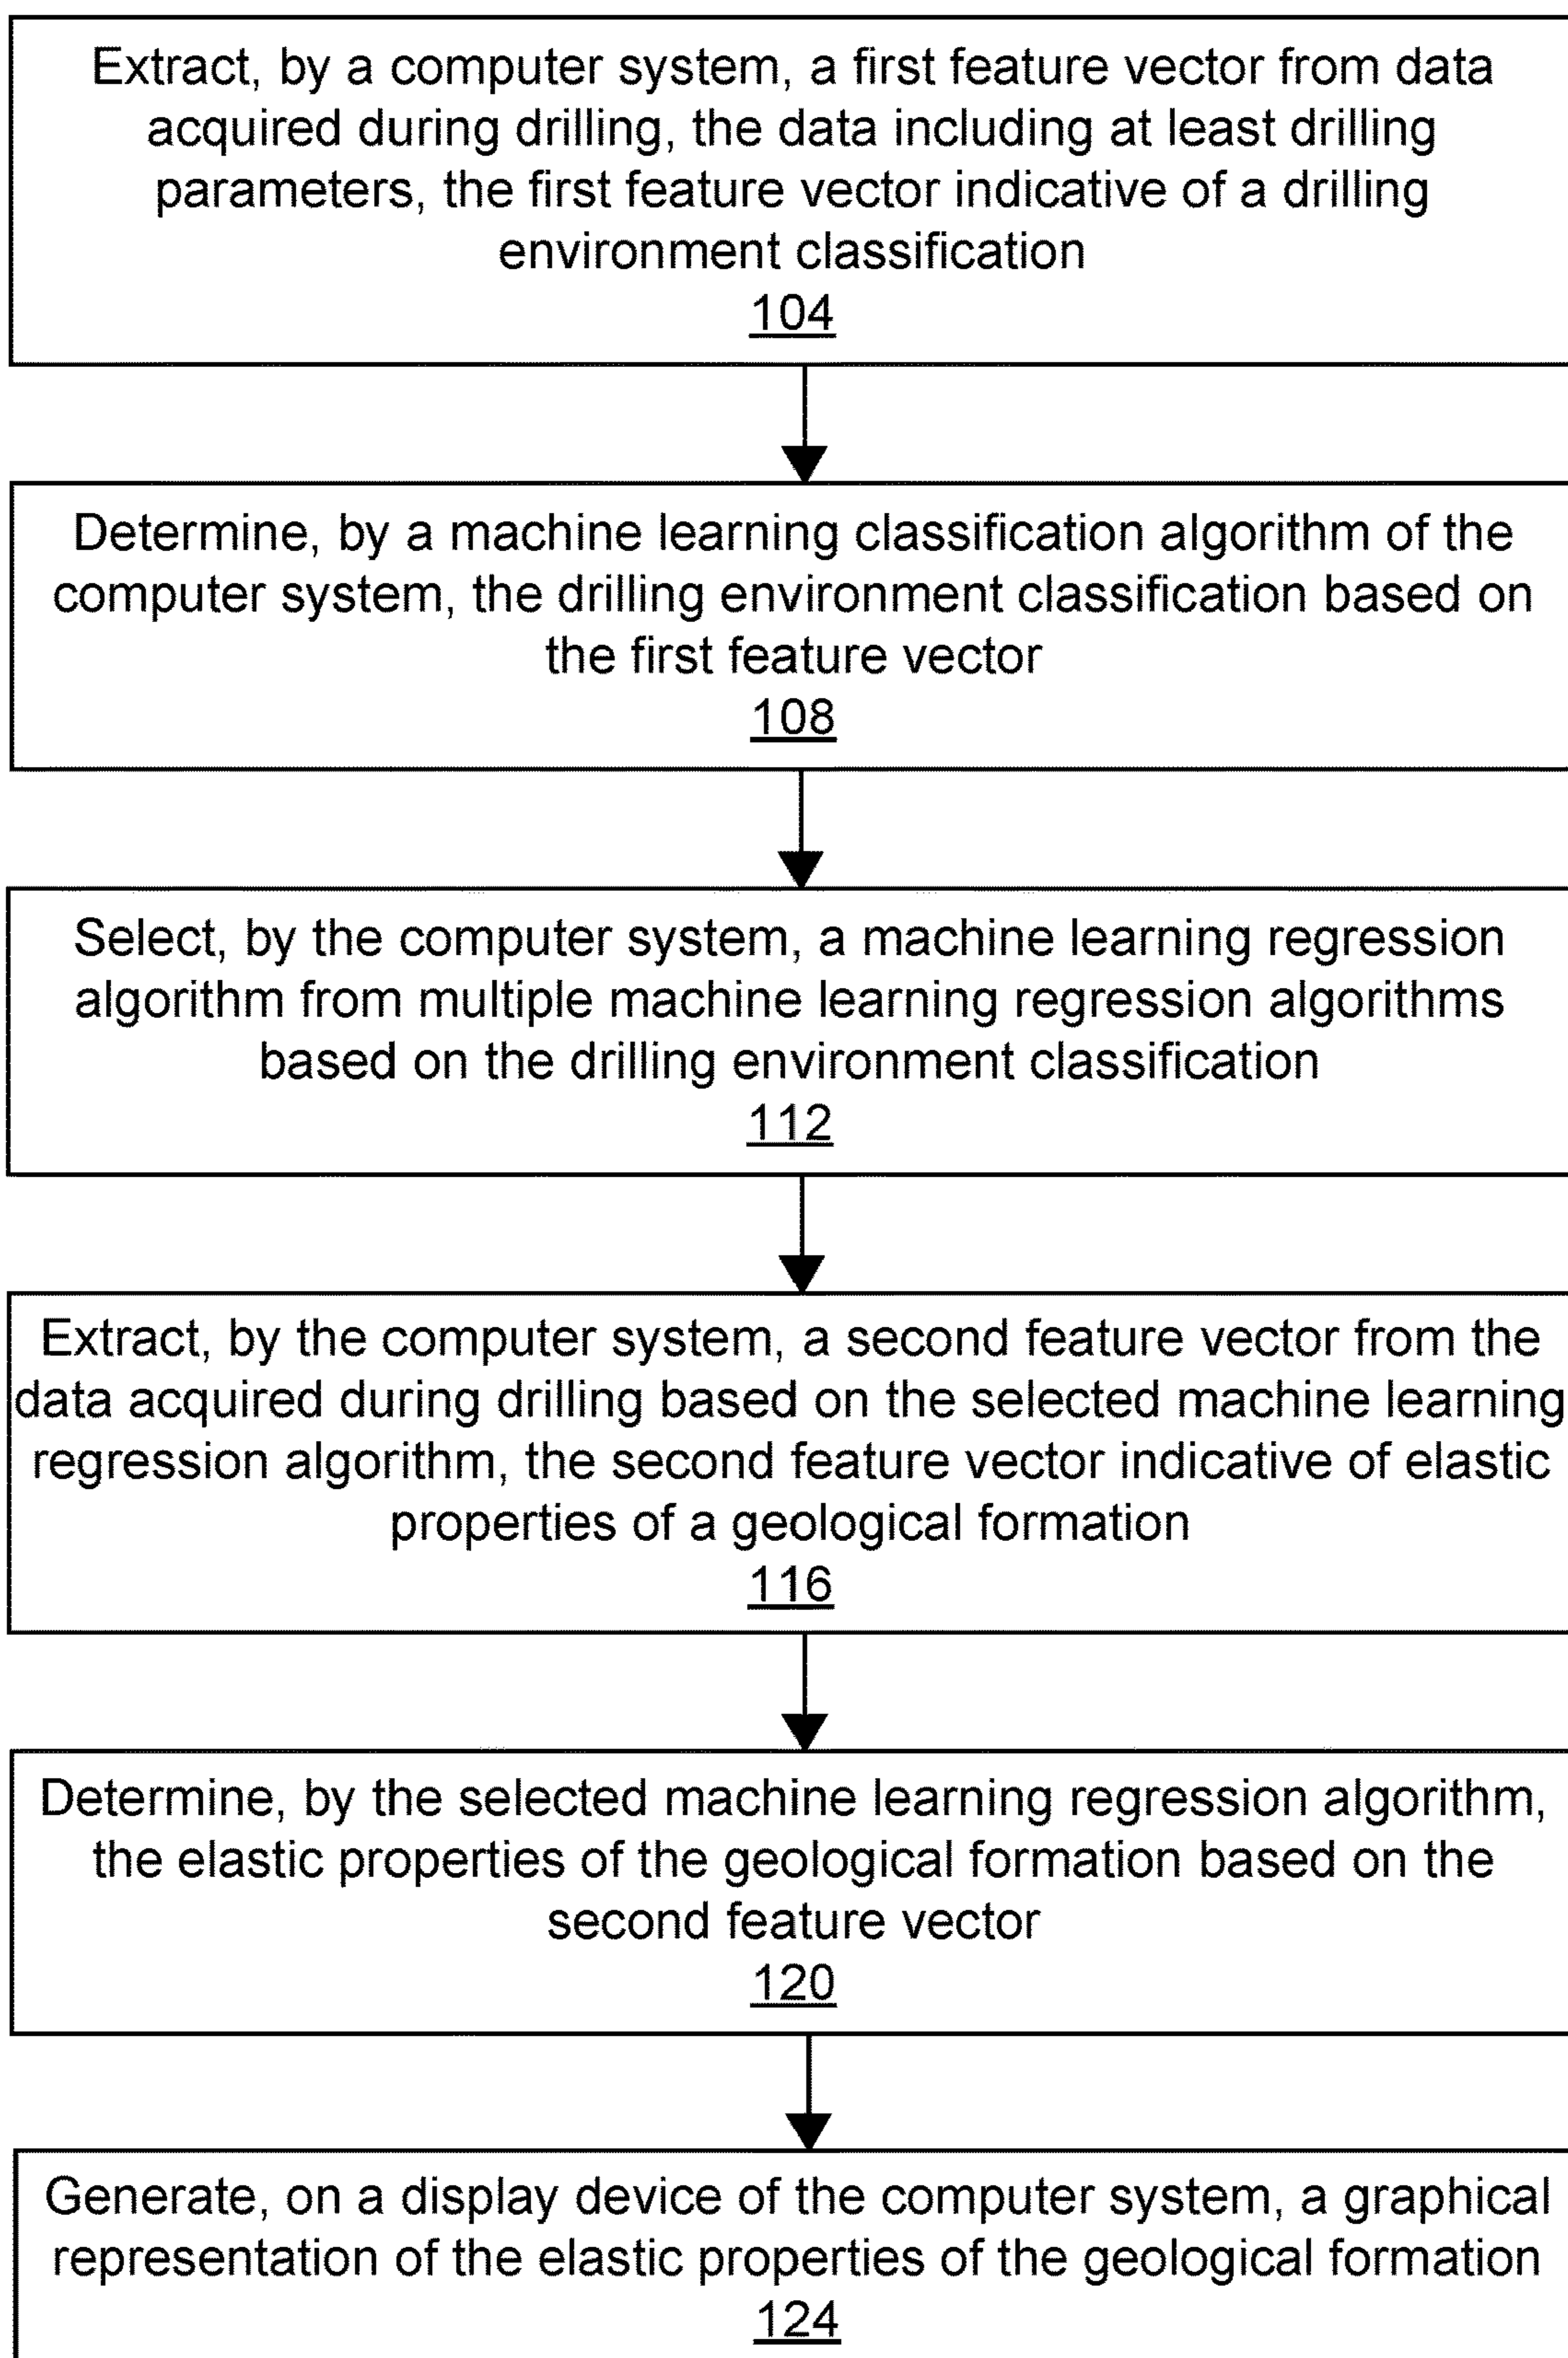 Extract, by a computer system, a first feature vector from data
acquired during drilling, the data including at least drilling
parameters, the first feature vector indicative of a drilling
environment classification
104
Determine, by a machine learning classification algorithm of the
computer system, the drilling environment classification based on
the first feature vector
108
Select, by the computer system, a machine learning regression
algorithm from multiple machine learning regression algorithms
based on the drilling environment classification
112
Extract, by the computer system, a second feature vector from the
data acquired during drilling based on the selected machine learning
regression algorithm, the second feature vector indicative of elastic
properties of a geological formation
116
Determine, by the selected machine learning regression algorithm,
the elastic properties of the geological formation based on the
second feature vector
120
Generate, on a display device of the computer system, a graphical
representation of the elastic properties of the geological formation
124